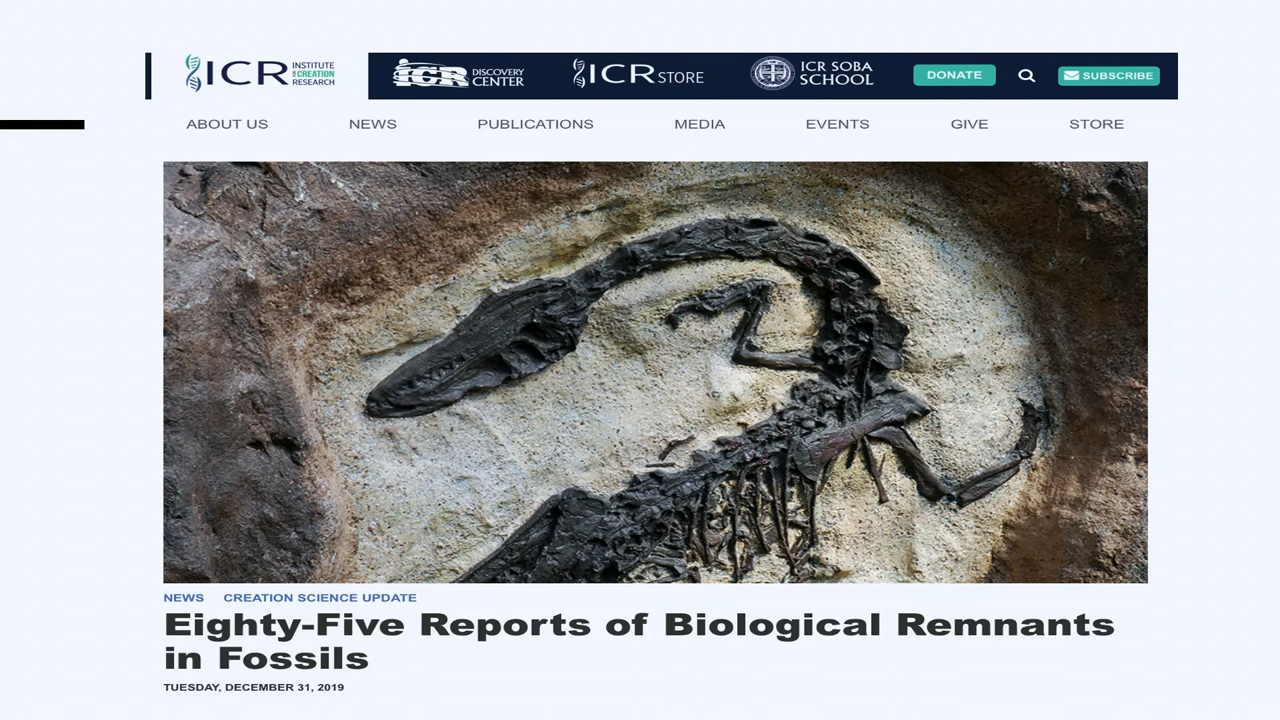 ICR INSTITUTE
FOR CREATION
RESEARCH
ICR DISCOVERY
CENTER
ICR STORE
ICR SOBA
SCHOOL
DONATE
SUBSCRIBE
ABOUT US
NEWS
PUBLICATIONS
MEDIA
EVENTS
GIVE
STORE
NEWS
CREATION SCIENCE UPDATE
Eighty-Five Reports of Biological Remnants
in Fossils
TUESDAY, DECEMBER 31, 2019